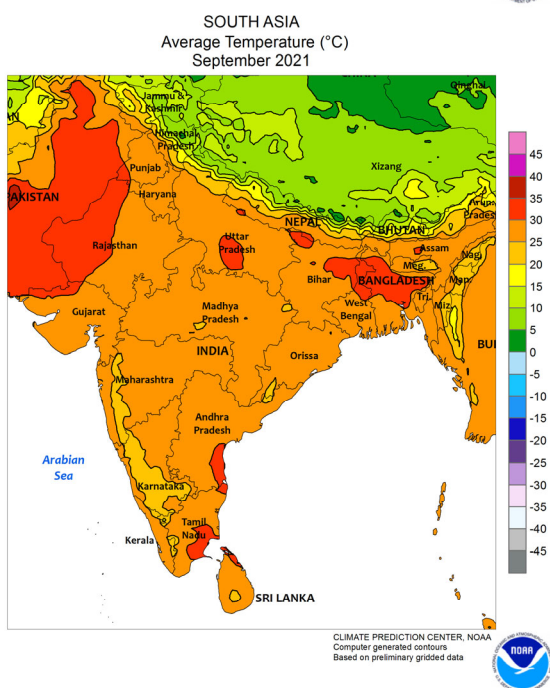 SOUTH ASIA
Average Temperature (°C)
September 2021
Jammu &
Kashmir
Qinghai
Himachal
Pradesh
Xizang
Punjab
PAKISTAN
Haryana
NEPAL
BHUTAN
Uttar
Pradesh
Rajasthan
Assam
Meg.
Bihar
BANGLADESH
Tri.
Miz.
Gujarat
Madhya
Pradesh
West
Bengal
INDIA
Orissa
Maharashtra
Andhra
Pradesh
Arabian
Sea
Karnataka
Tamil
Nadu
Kerala
SRI LANKA
45
40
35
30
25
20
15
10
5
0
-5
-10
-15
-20
-25
-30
-35
-40
-45
CLIMATE PREDICTION CENTER, NOAA
Computer generated contours
Based on preliminary gridded data
NOAA